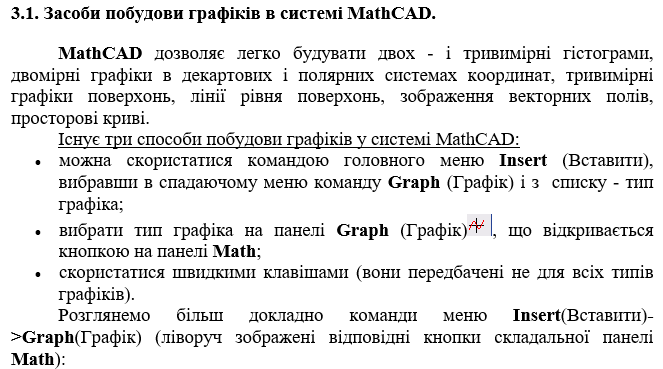 3.1. Засоби побудови графіків в системі MathCAD.
MathCAD дозволяє легко будувати двох - і тривимірні гістограми,
двомірні графіки в декартових і полярних системах координат, тривимірні
графіки поверхонь, лінії рівня поверхонь, зображення векторних полів,
просторові криві.
Існує три способи побудови графіків у системі MathCAD:
• можна скористатися командою головного меню Insert (Вставити),
вибравши в спадаючому меню команду Graph (Графік) і з списку - тип
графіка;
• вибрати тип графіка на панелі Graph (Графік) , що відкривається
кнопкою на панелі Math;
• скористатися швидкими клавішами (вони передбачені не для всіх типів
графіків).
Розглянемо більш докладно команди меню Insert(Вставити)-
>Graph(Графік) (ліворуч зображені відповідні кнопки складальної панелі
Math):